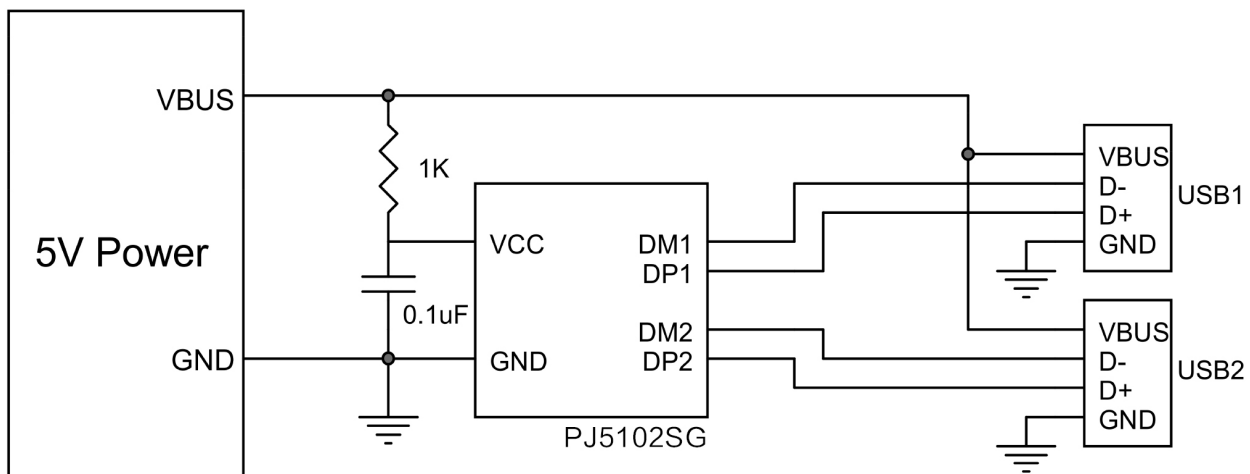 VBUS
5V Power
GND
1K
0.1uF
VCC
GND
DM1
DP1
DM2
DP2
PJ5102SG
VBUS
D-
D+
GND
USB1
VBUS
D-
D+
GND
USB2